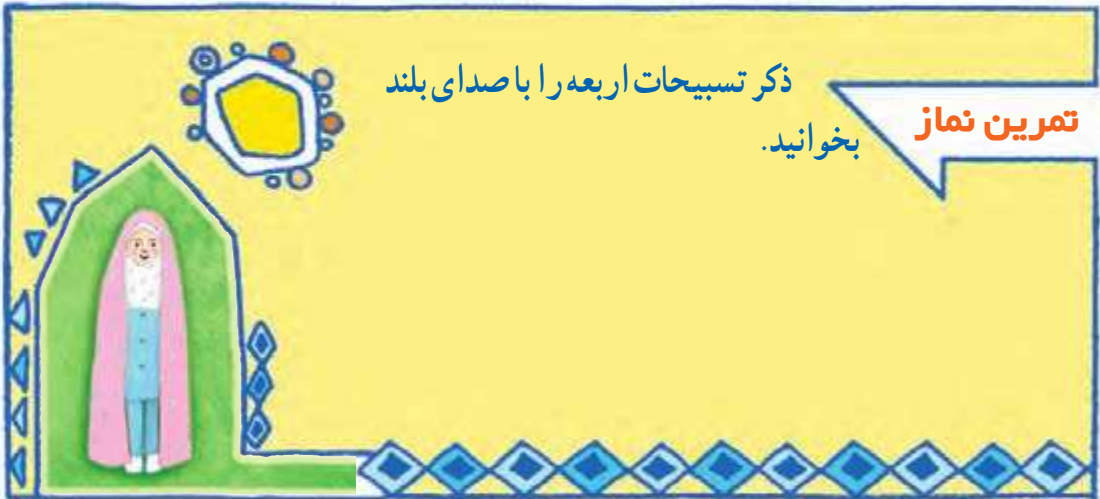 تمرین نماز
ذکر تسبیحات اربعه را با صدای بلند
بخوانید.